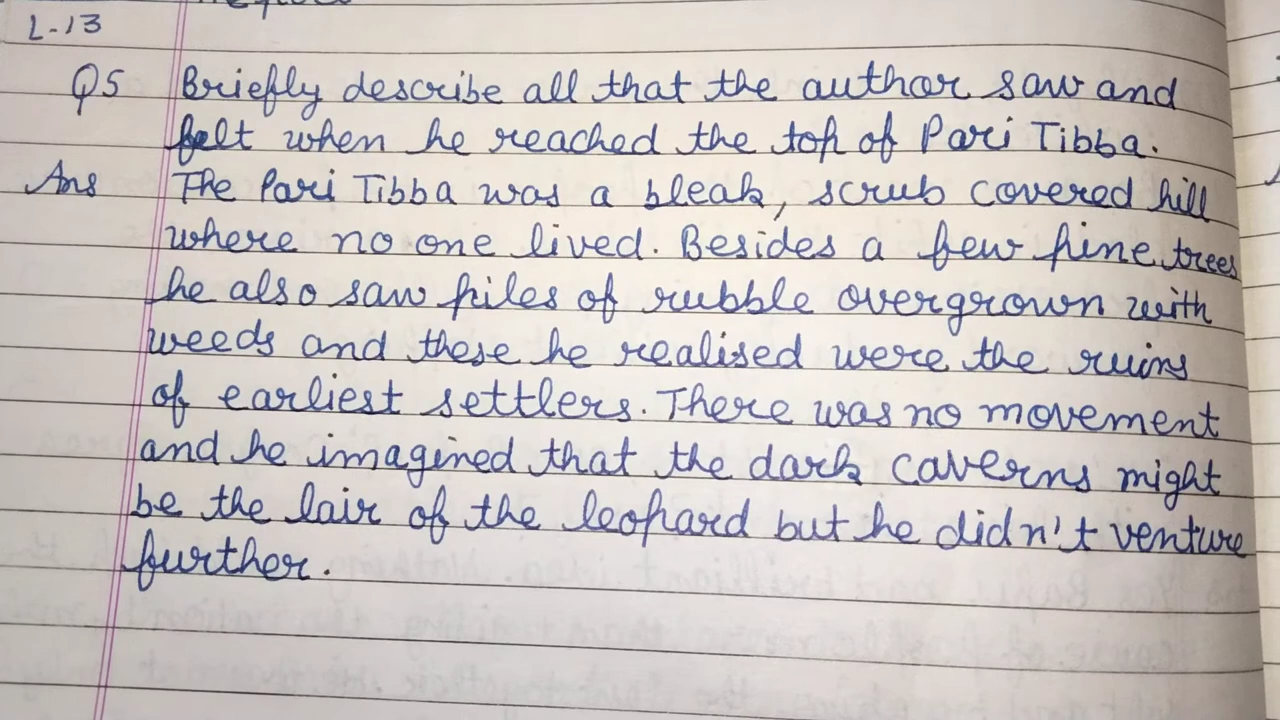 L-13
Q5 Briefly describe all that the author saw and
felt when he reached the top of Pari Tibba.
Ans The Pari Tibba was a bleak, scrub covered hill
where no one lived. Besides a few pine trees
he also saw piles of rubble overgrown with
weeds and these he realised were the ruins
of earliest settlers. There was no movement
and he imagined that the dark caverns might
be the lair of the leopard but he didn't venture
further.